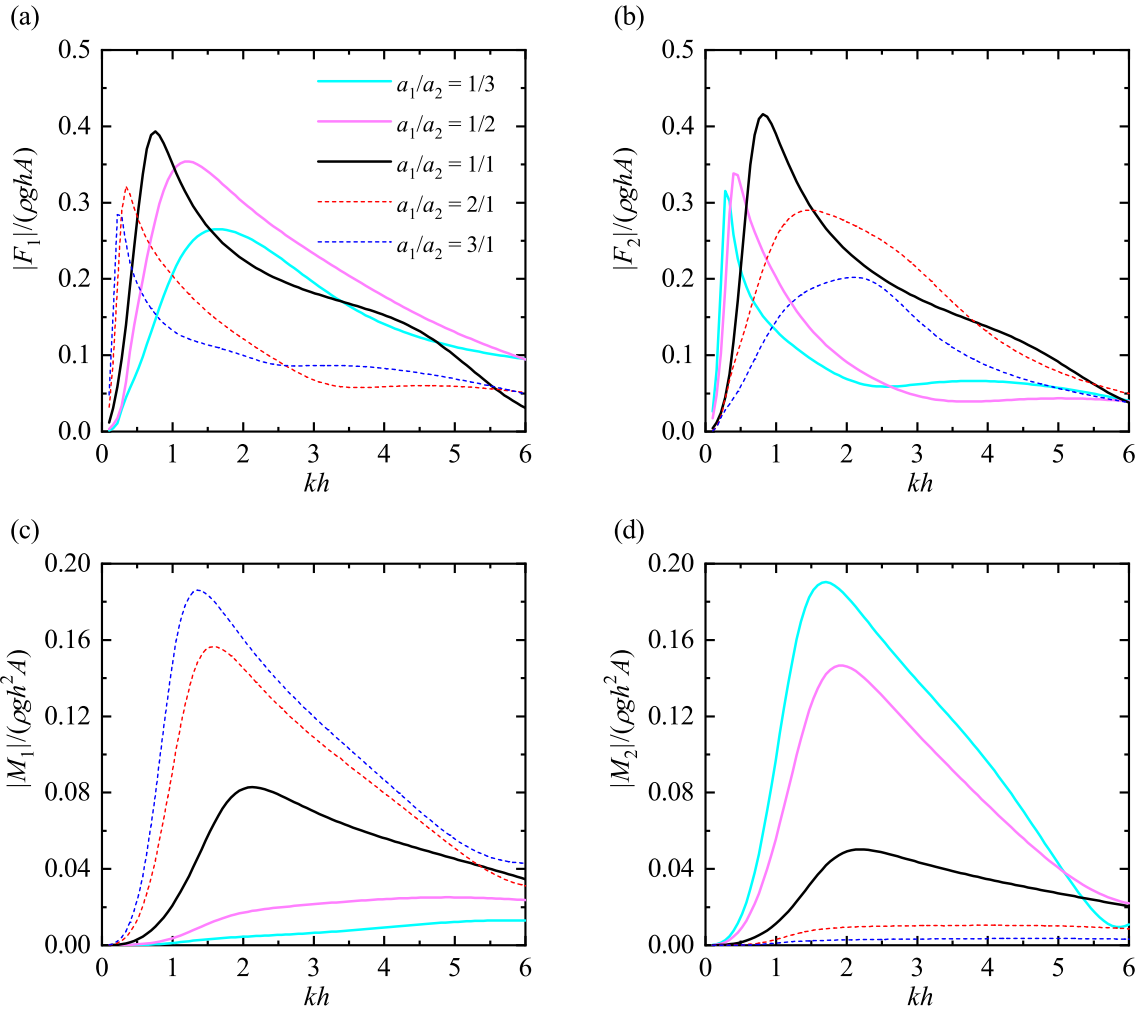 (a)
0.5
0.4
0.3
0.2
0.1
0.0
0 1 2 3 4 5 6
kh
|F₁|/(ρghA)
a₁/a₂ = 1/3
a₁/a₂ = 1/2
a₁/a₂ = 1/1
a₁/a₂ = 2/1
a₁/a₂ = 3/1
(b)
0.5
0.4
0.3
0.2
0.1
0.0
0 1 2 3 4 5 6
kh
|F₂|/(ρghA)
(c)
0.20
0.16
0.12
0.08
0.04
0.00
0 1 2 3 4 5 6
kh
|M₁|/(ρgh²A)
(d)
0.20
0.16
0.12
0.08
0.04
0.00
0 1 2 3 4 5 6
kh
|M₂|/(ρgh²A)